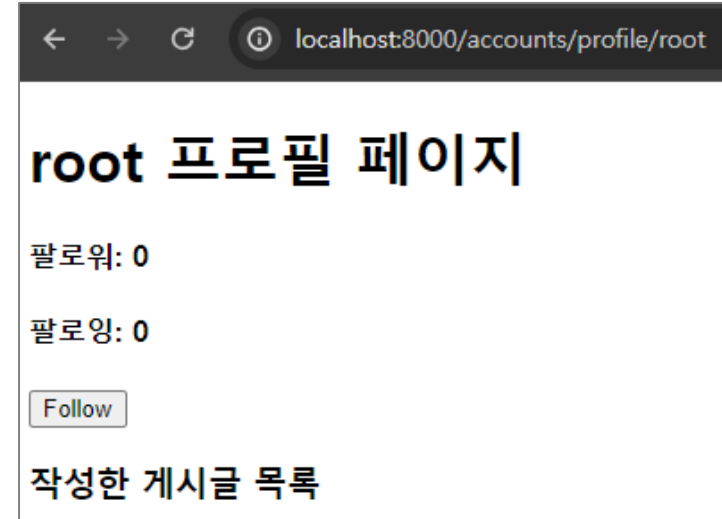 localhost:8000/accounts/profile/root
root 프로필 페이지
팔로워: 0
팔로잉: 0
Follow
작성한 게시글 목록